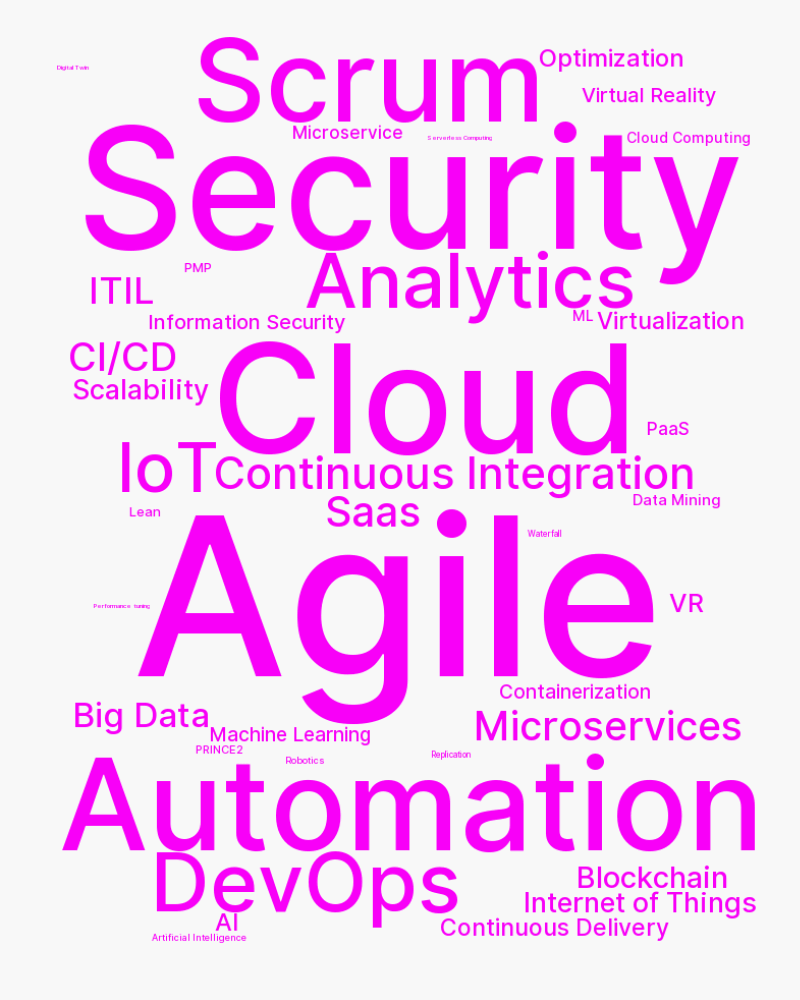 Scrum
Optimization
Digital Twin
Virtual Reality
Microservice
Serverless Computing
Cloud Computing
Security
PMP
Analytics
ITIL
Information Security
ML
Virtualization
CI/CD
Scalability
Cloud
PaaS
IoT
Continuous Integration
Data Mining
Lean
Saas
Waterfall
Agile
Performance tuning
VR
Containerization
Big Data
Machine Learning
Microservices
PRINCE2
Robotics
Replication
Automation
DevOps
Blockchain
Internet of Things
AI
Continuous Delivery
Artificial Intelligence